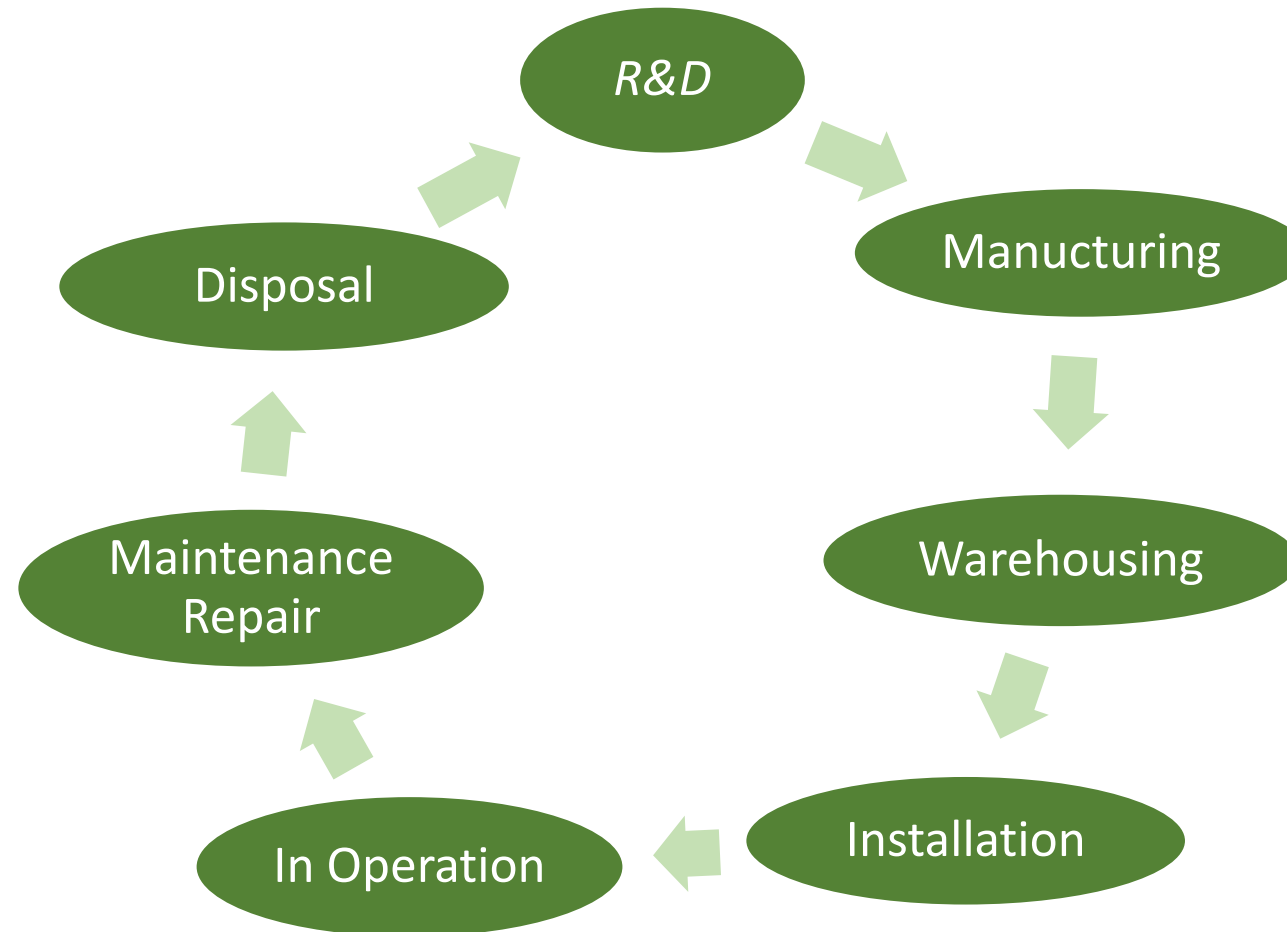 R&D
Manucturing
Warehousing
Installation
In Operation
Maintenance
Repair
Disposal